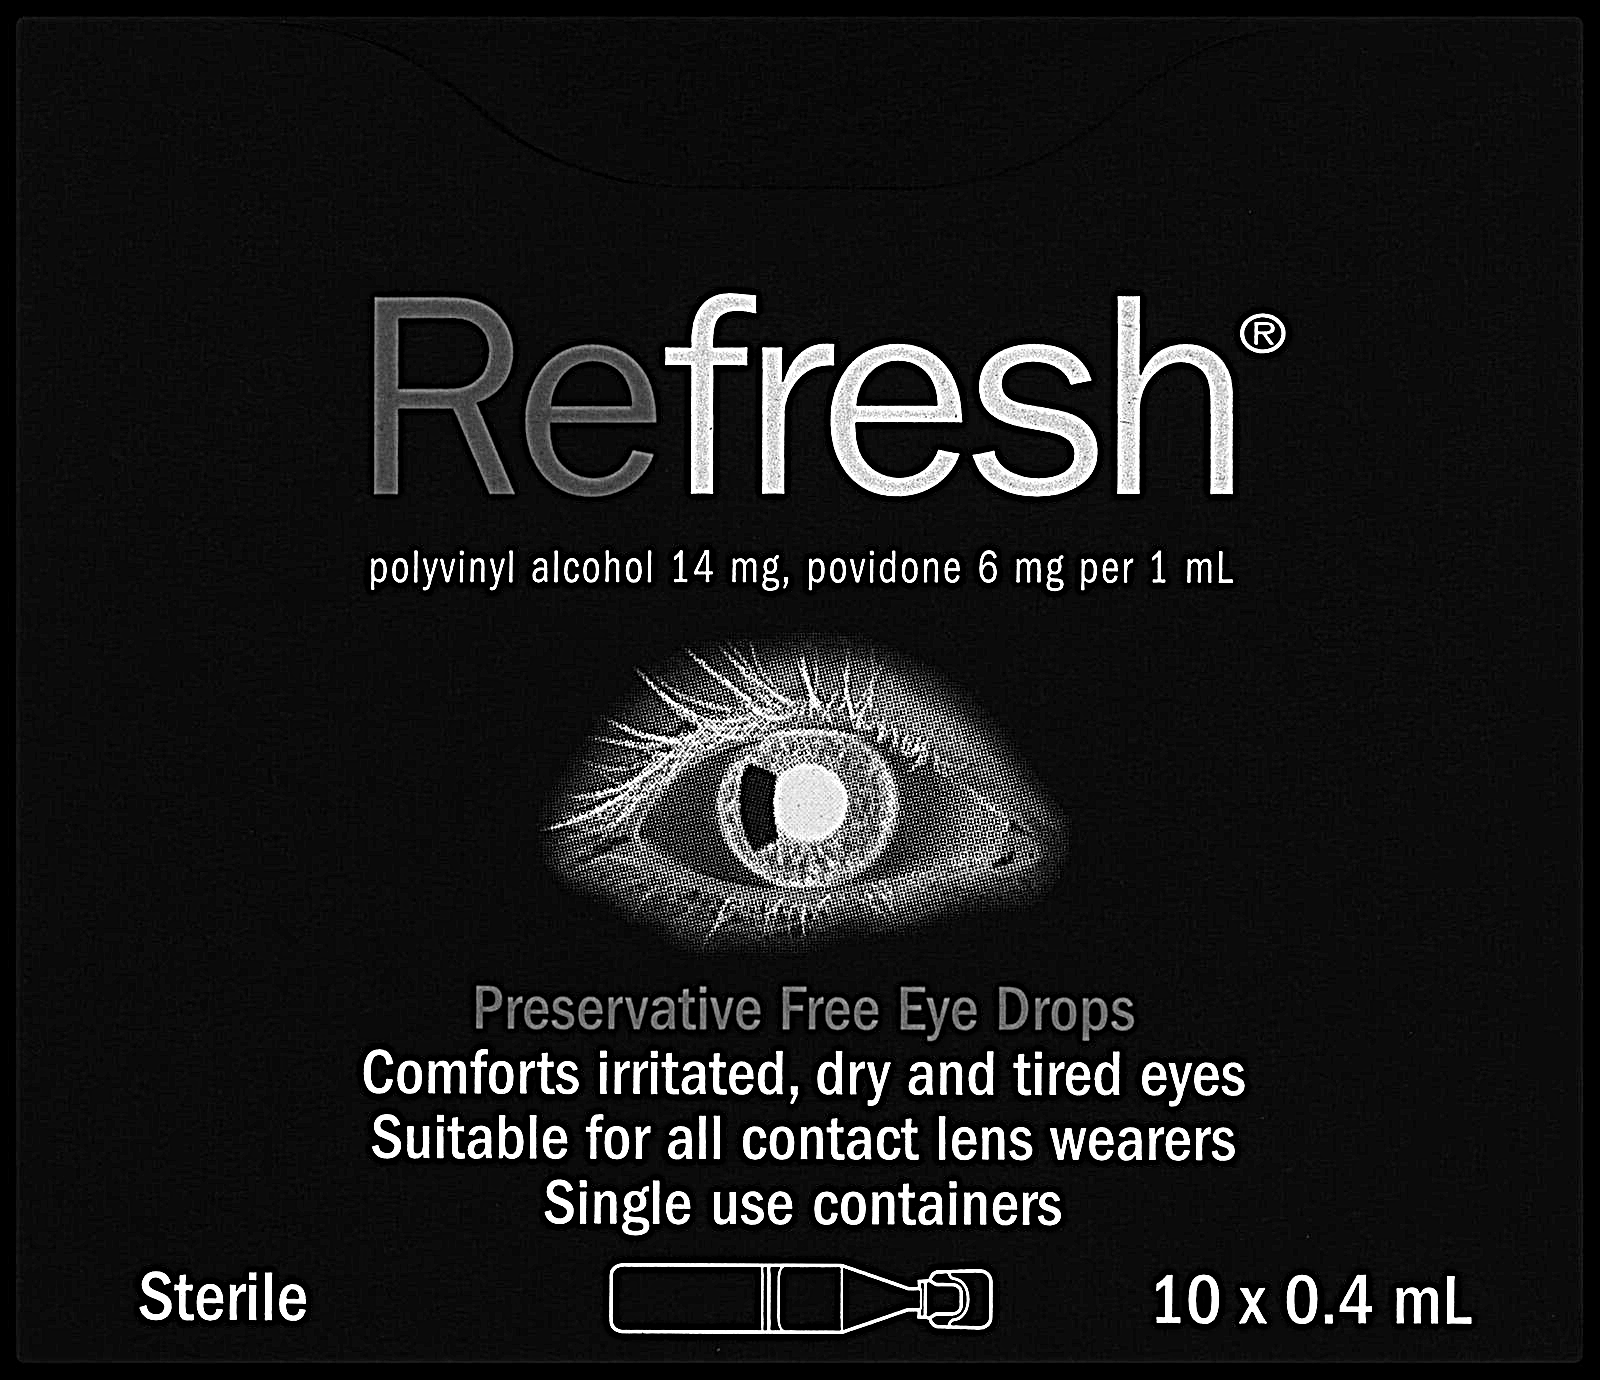 Refresh®
polyvinyl alcohol 14 mg, povidone 6 mg per 1 mL
Preservative Free Eye Drops
Comforts irritated, dry and tired eyes
Suitable for all contact lens wearers
Single use containers
Sterile
10 x 0.4 mL